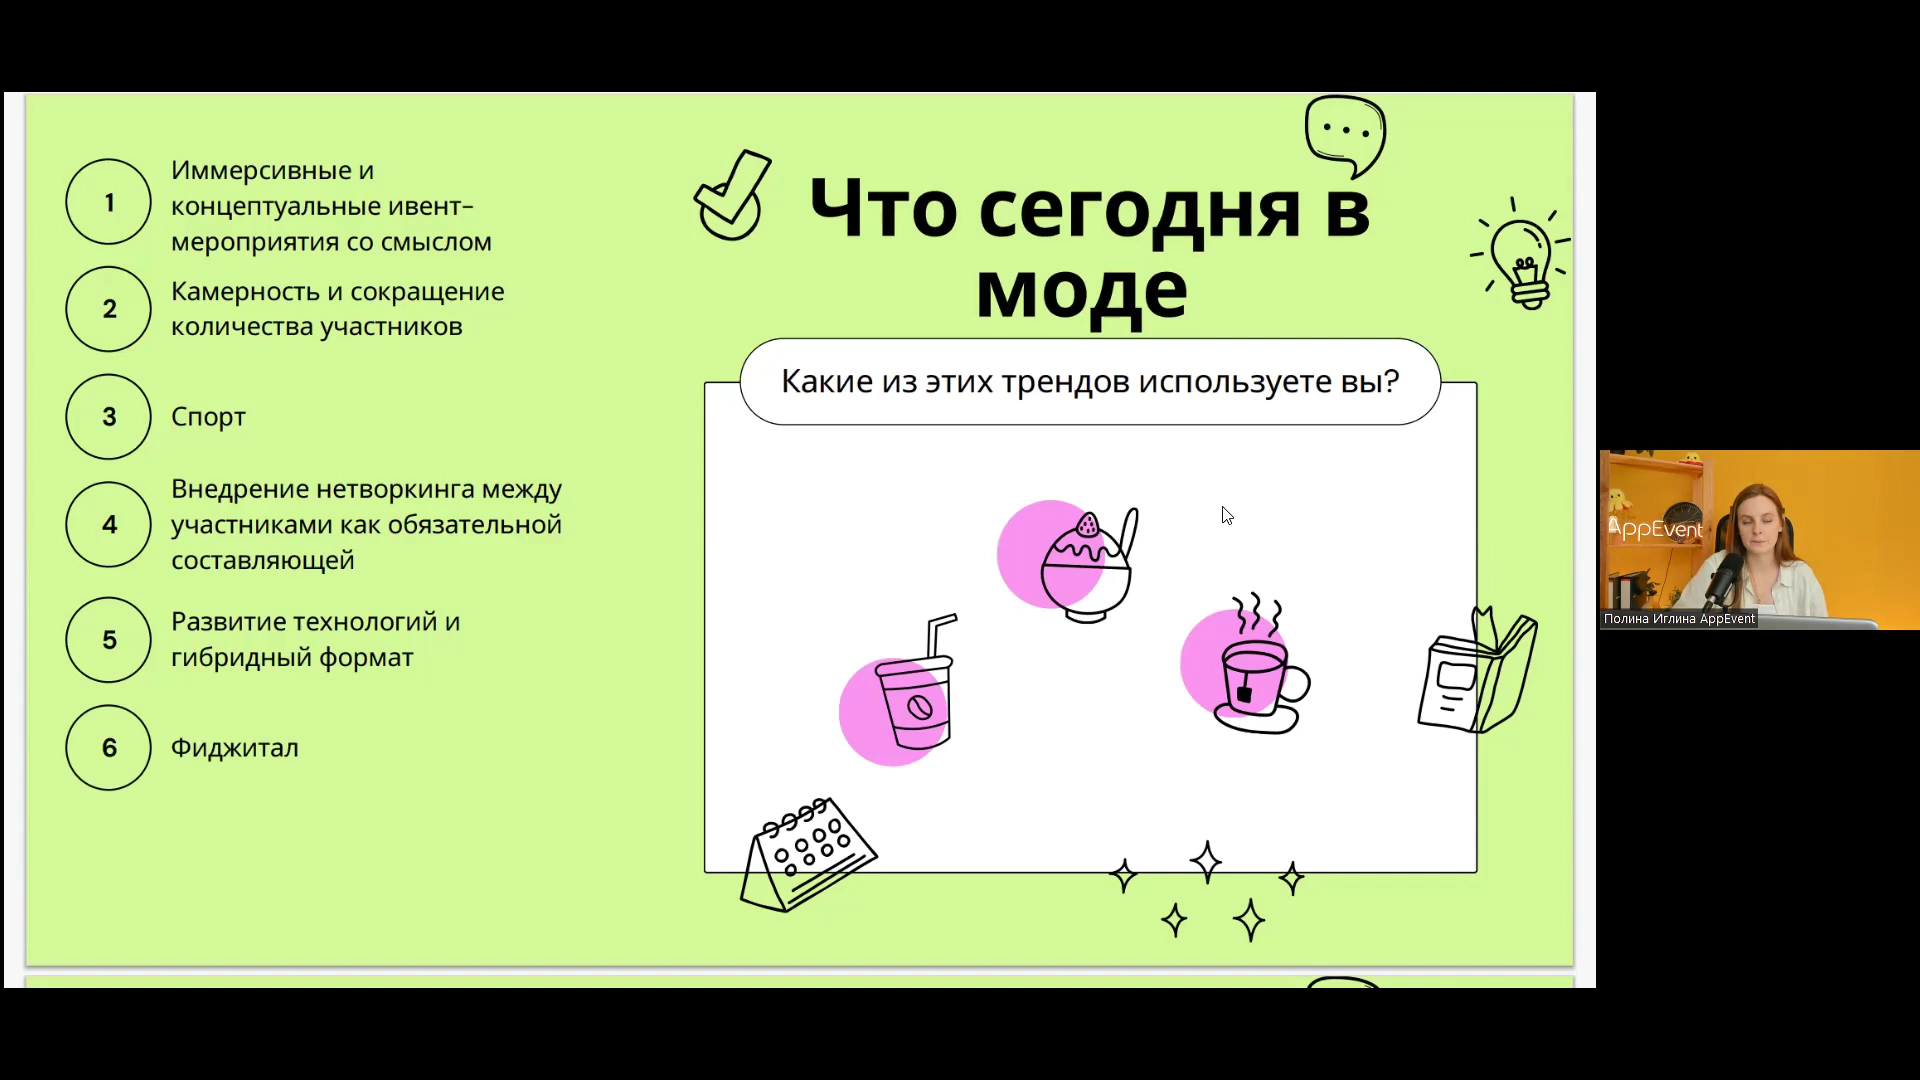 1
Иммерсивные и
концептуальные ивент-
мероприятия со смыслом
2
Камерность и сокращение
количества участников
3
Спорт
4
Внедрение нетворкинга между
участниками как обязательной
составляющей
5
Развитие технологий и
гибридный формат
6
Фиджитал
Что сегодня в
моде
Какие из этих трендов используете вы?
AppEvent
Полина Иглина AppEvent